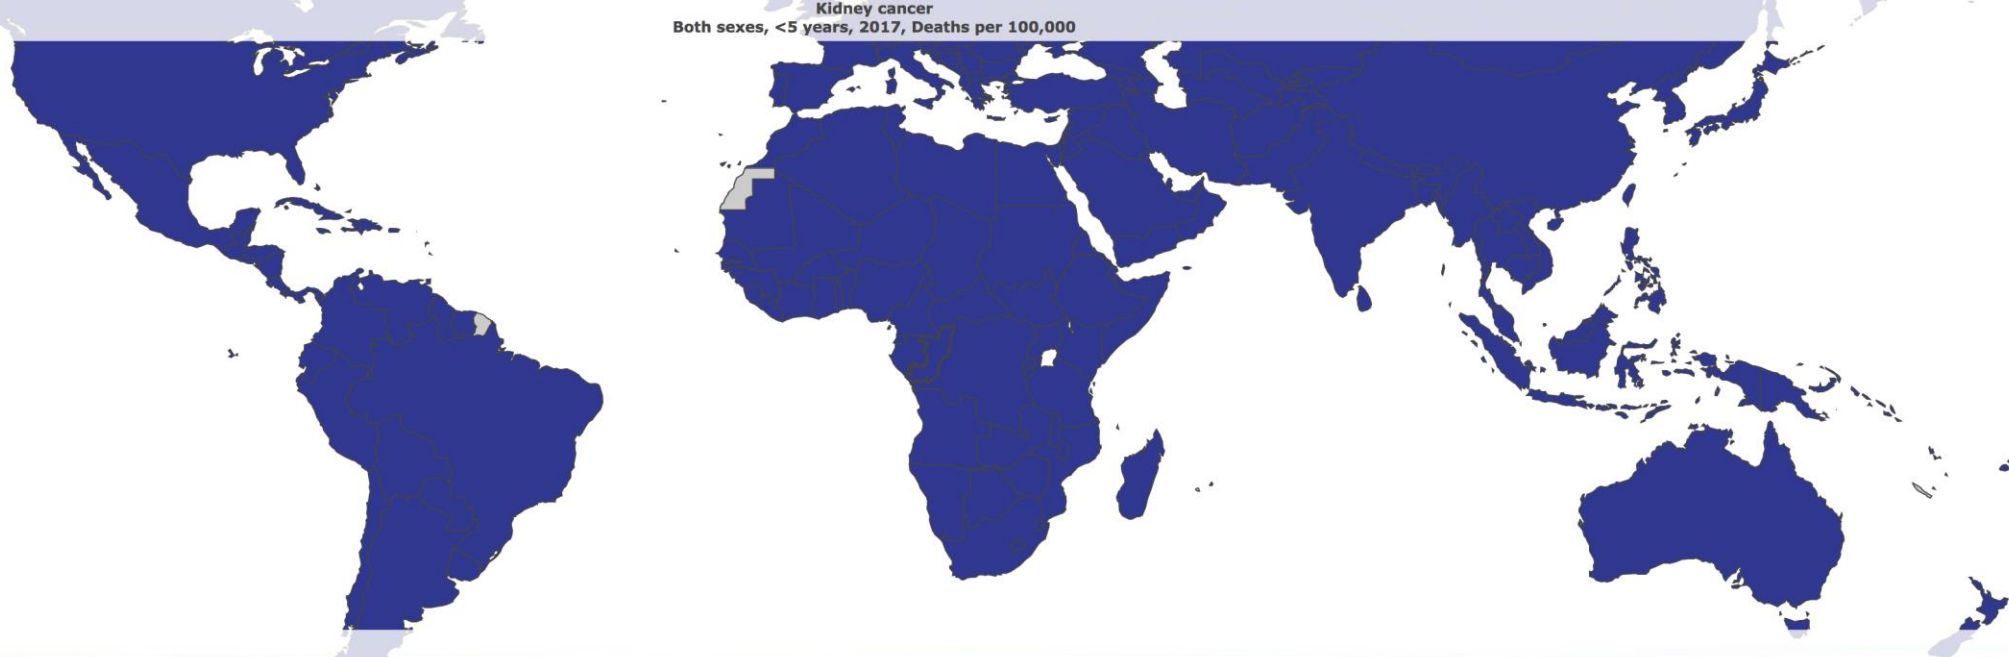 Kidney cancer
Both sexes, <5 years, 2017, Deaths per 100,000